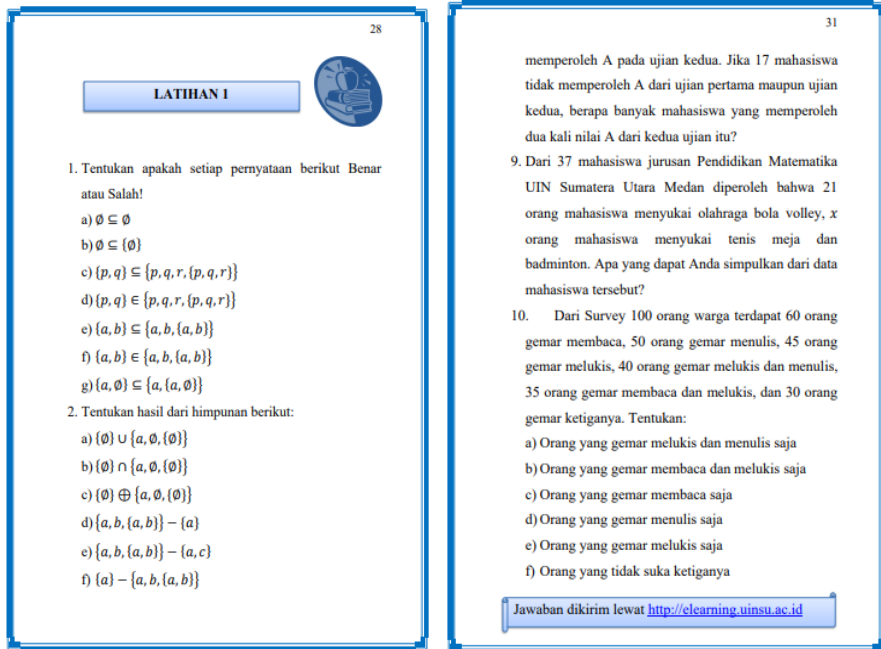 28
LATIHAN 1
1. Tentukan apakah setiap pernyataan berikut Benar
atau Salah!
a) ∅ ⊆ ∅
b) ∅ ⊆ {∅}
c) {p, q} ⊆ {p, q, r, {p, q, r}}
d) {p, q} ∈ {p, q, r, {p, q, r}}
e) {a, b} ⊆ {a, b, {a, b}}
f) {a, b} ∈ {a, b, {a, b}}
g) {a, ∅} ⊆ {a, {a, ∅}}
2. Tentukan hasil dari himpunan berikut:
a) {∅} ∪ {a, ∅, {∅}}
b) {∅} ∩ {a, ∅, {∅}}
c) {∅} ⊕ {a, ∅, {∅}}
d) {a, b, {a, b}} − {a}
e) {a, b, {a, b}} − {a, c}
f) {a} − {a, b, {a, b}}
31
memperoleh A pada ujian kedua. Jika 17 mahasiswa
tidak memperoleh A dari ujian pertama maupun ujian
kedua, berapa banyak mahasiswa yang memperoleh
dua kali nilai A dari kedua ujian itu?
9. Dari 37 mahasiswa jurusan Pendidikan Matematika
UIN Sumatera Utara Medan diperoleh bahwa 21
orang mahasiswa menyukai olahraga bola volley, x
orang mahasiswa menyukai tenis meja dan
badminton. Apa yang dapat Anda simpulkan dari data
mahasiswa tersebut?
10. Dari Survey 100 orang warga terdapat 60 orang
gemar membaca, 50 orang gemar menulis, 45 orang
gemar melukis, 40 orang gemar melukis dan menulis,
35 orang gemar membaca dan melukis, dan 30 orang
gemar ketiganya. Tentukan:
a) Orang yang gemar melukis dan menulis saja
b) Orang yang gemar membaca dan melukis saja
c) Orang yang gemar membaca saja
d) Orang yang gemar menulis saja
e) Orang yang gemar melukis saja
f) Orang yang tidak suka ketiganya
Jawaban dikirim lewat http://elearning.uinsu.ac.id